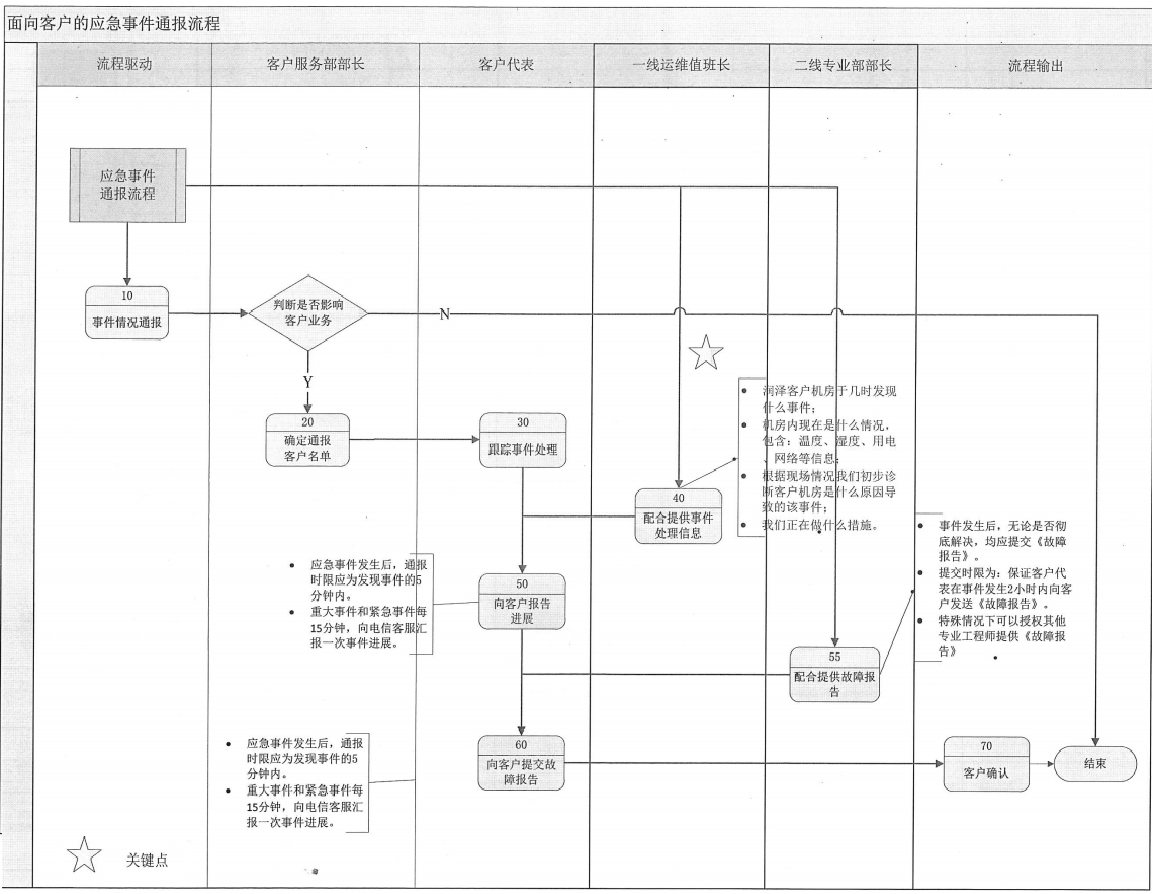 面向客户的应急事件通报流程
流程驱动
客户服务部部长
客户代表
一线运维值班长
二线专业部部长
流程输出
应急事件
通报流程
10
事件情况通报
判断是否影响
客户业务
N
Y
20
确定通报
客户名单
30
跟踪事件处理
● 润泽客户机房于几时发现
什么事件；
● 机房内现在是什么情况，
包含：温度、湿度、用电
、网络等信息；
● 根据现场情况我们初步诊
断客户机房是什么原因导
致的该事件；
● 我们正在做什么措施。
40
配合提供事件
处理信息
● 应急事件发生后，通报
时限应为发现事件的5
分钟内。
● 重大事件和紧急事件每
15分钟，向电信客服汇
报一次事件进展。
50
向客户报告
进展
● 事件发生后，无论是否彻
底解决，均应提交《故障
报告》。
● 提交时限为：保证客户代
表在事件发生2小时内向客
户发送《故障报告》。
● 特殊情况下可以授权其他
专业工程师提供《故障报
告》
55
配合提供故障报
告
● 应急事件发生后，通报
时限应为发现事件的5
分钟内。
● 重大事件和紧急事件每
15分钟，向电信客服汇
报一次事件进展。
60
向客户提交故
障报告
70
客户确认
结束
关键点